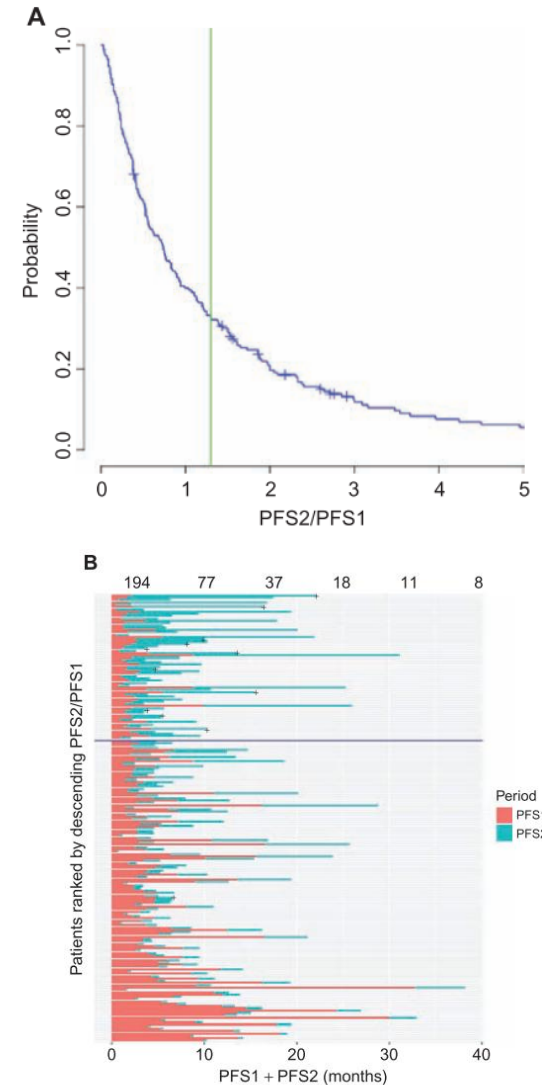 A
Probability
1.0
0.8
0.6
0.4
0.2
0.0
0 1 2 3 4 5
PFS2/PFS1
B
194 77 37 18 11 8
Patients ranked by descending PFS2/PFS1
Period
PFS1
PFS2
0 10 20 30 40
PFS1 + PFS2 (months)